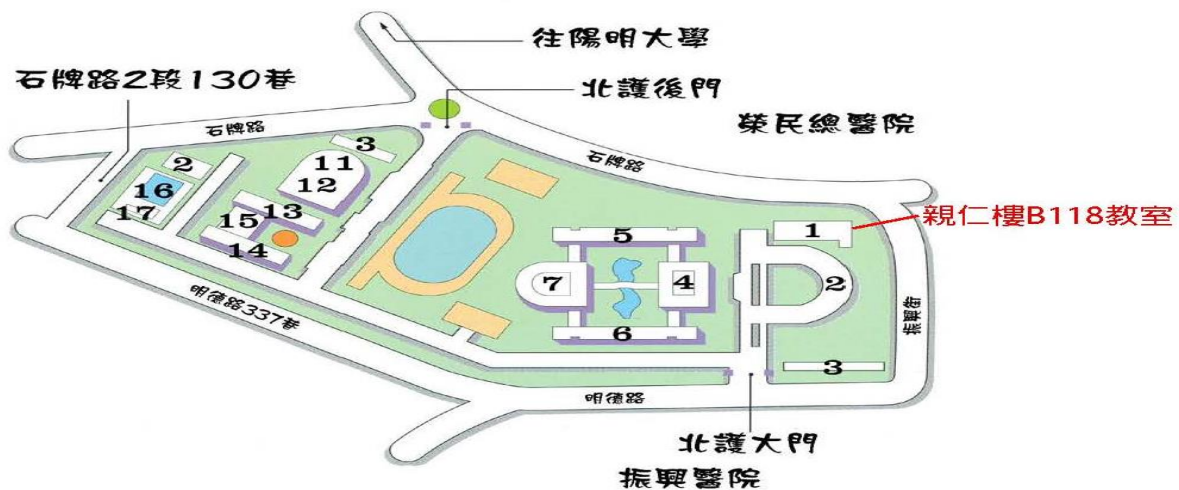 往陽明大學
石牌路2段130巷
北護後門
榮民總醫院
石牌路
石牌路
3
11
12
2
16
17
13
15
14
親仁樓B118教室
1
5
7
4
2
6
3
明德路337巷
振興街
明德路
北護大門
振興醫院